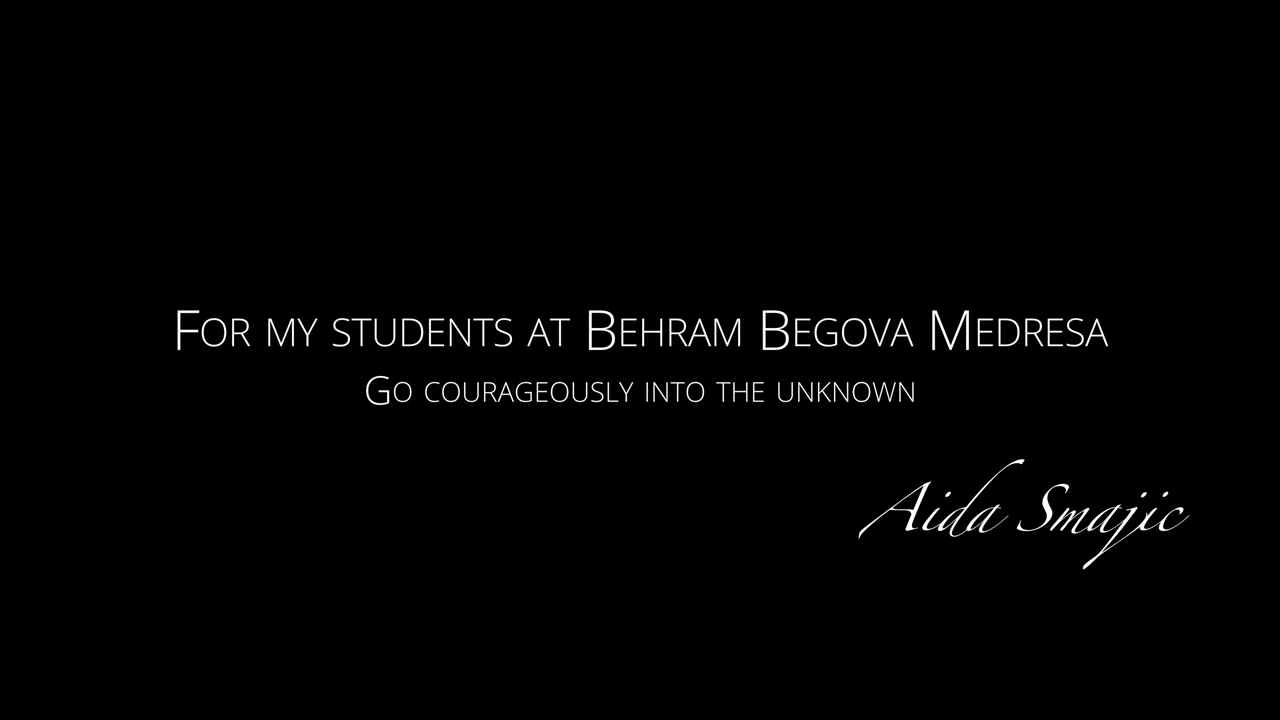 For my students at Behram Begova Medresa
Go courageously into the unknown
Aida Smajic